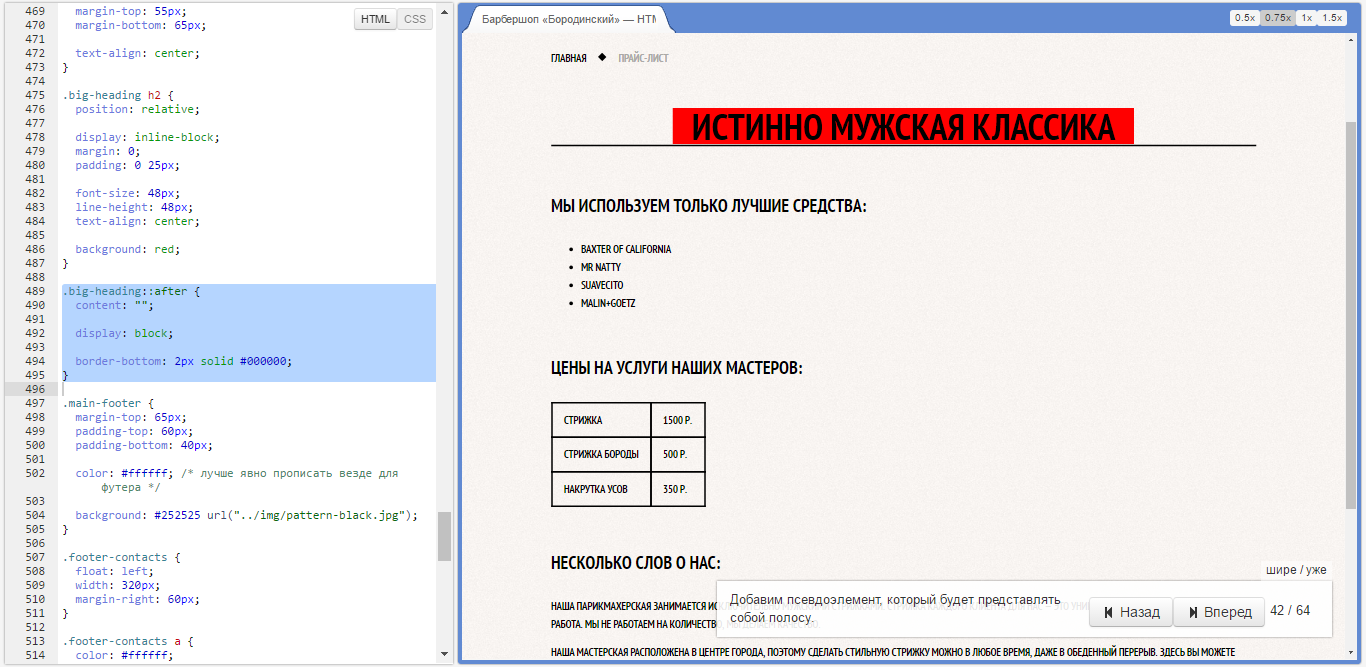 469 margin-top: 55px;
470 margin-bottom: 65px;
471
472 text-align: center;
473 }
474
475 .big-heading h2 {
476 position: relative;
477
478 display: inline-block;
479 margin: 0;
480 padding: 0 25px;
481
482 font-size: 48px;
483 line-height: 48px;
484 text-align: center;
485
486 background: red;
487 }
488
489 .big-heading::after {
490 content: "";
491
492 display: block;
493
494 border-bottom: 2px solid #000000;
495 }
496
497 .main-footer {
498 margin-top: 65px;
499 padding-top: 60px;
500 padding-bottom: 40px;
501
502 color: #ffffff; /* лучше явно прописать везде для
футера */
503
504 background: #252525 url("../img/pattern-black.jpg");
505 }
506
507 .footer-contacts {
508 float: left;
509 width: 320px;
510 margin-right: 60px;
511 }
512
513 .footer-contacts a {
514 color: #ffffff;
HTML CSS
Барбершоп «Бородинский» — HTM
0.5x 0.75x 1x 1.5x
ГЛАВНАЯ ПРАЙС-ЛИСТ
ИСТИННО МУЖСКАЯ КЛАССИКА
МЫ ИСПОЛЬЗУЕМ ТОЛЬКО ЛУЧШИЕ СРЕДСТВА:
BAXTER OF CALIFORNIA
MR NATTY
SUAVECITO
MALIN+GOETZ
ЦЕНЫ НА УСЛУГИ НАШИХ МАСТЕРОВ:
СТРИЖКА 1500 Р.
СТРИЖКА БОРОДЫ 500 Р.
НАКРУТКА УСОВ 350 Р.
НЕСКОЛЬКО СЛОВ О НАС:
НАША ПАРИКМАХЕРСКАЯ ЗАНИМАЕТСЯ
РАБОТА. МЫ НЕ РАБОТАЕМ НА КОЛИЧЕСТВО,
НАША МАСТЕРСКАЯ РАСПОЛОЖЕНА В ЦЕНТРЕ ГОРОДА, ПОЭТОМУ СДЕЛАТЬ СТИЛЬНУЮ СТРИЖКУ МОЖНО В ЛЮБОЕ ВРЕМЯ, ДАЖЕ В ОБЕДЕННЫЙ ПЕРЕРЫВ. ЗДЕСЬ ВЫ МОЖЕТЕ
шире / уже
Добавим псевдоэлемент, который будет представлять
собой полосу.
Назад Вперед 42 / 64